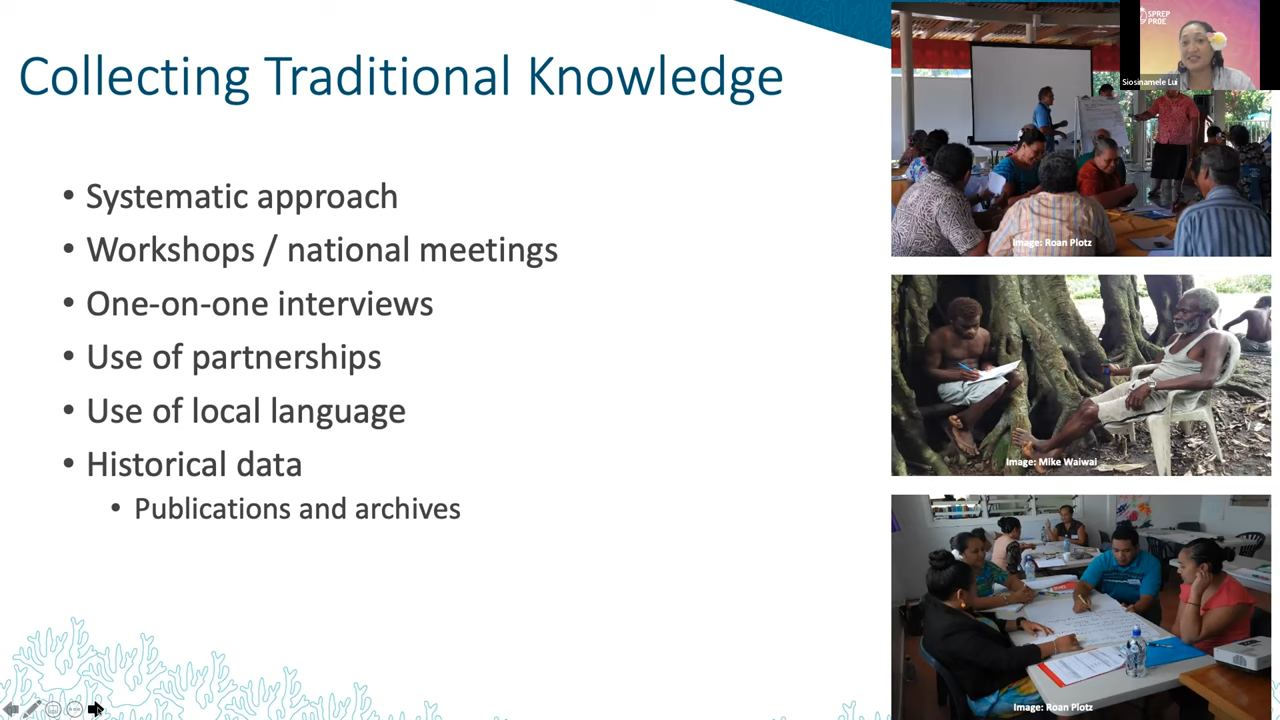 Collecting Traditional Knowledge
• Systematic approach
• Workshops / national meetings
• One-on-one interviews
• Use of partnerships
• Use of local language
• Historical data
• Publications and archives
SPREP
PROE
Siosinamele Lui
Image: Roan Plotz
Image: Mike Waiwai
Image: Roan Plotz